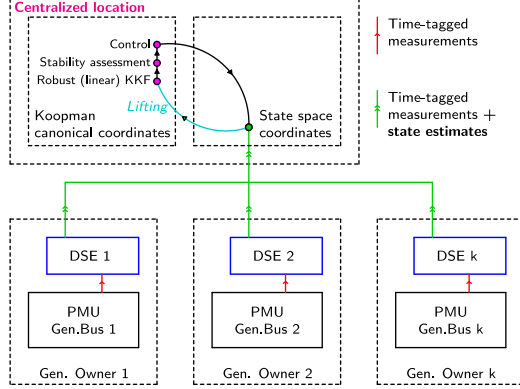 Centralized location
Control
Stability assessment
Robust (linear) KKF
Lifting
Koopman
canonical coordinates
State space
coordinates
Time-tagged
measurements
Time-tagged
measurements +
state estimates
DSE 1
DSE 2
DSE k
PMU
Gen.Bus 1
PMU
Gen.Bus 2
PMU
Gen.Bus k
Gen. Owner 1
Gen. Owner 2
Gen. Owner k